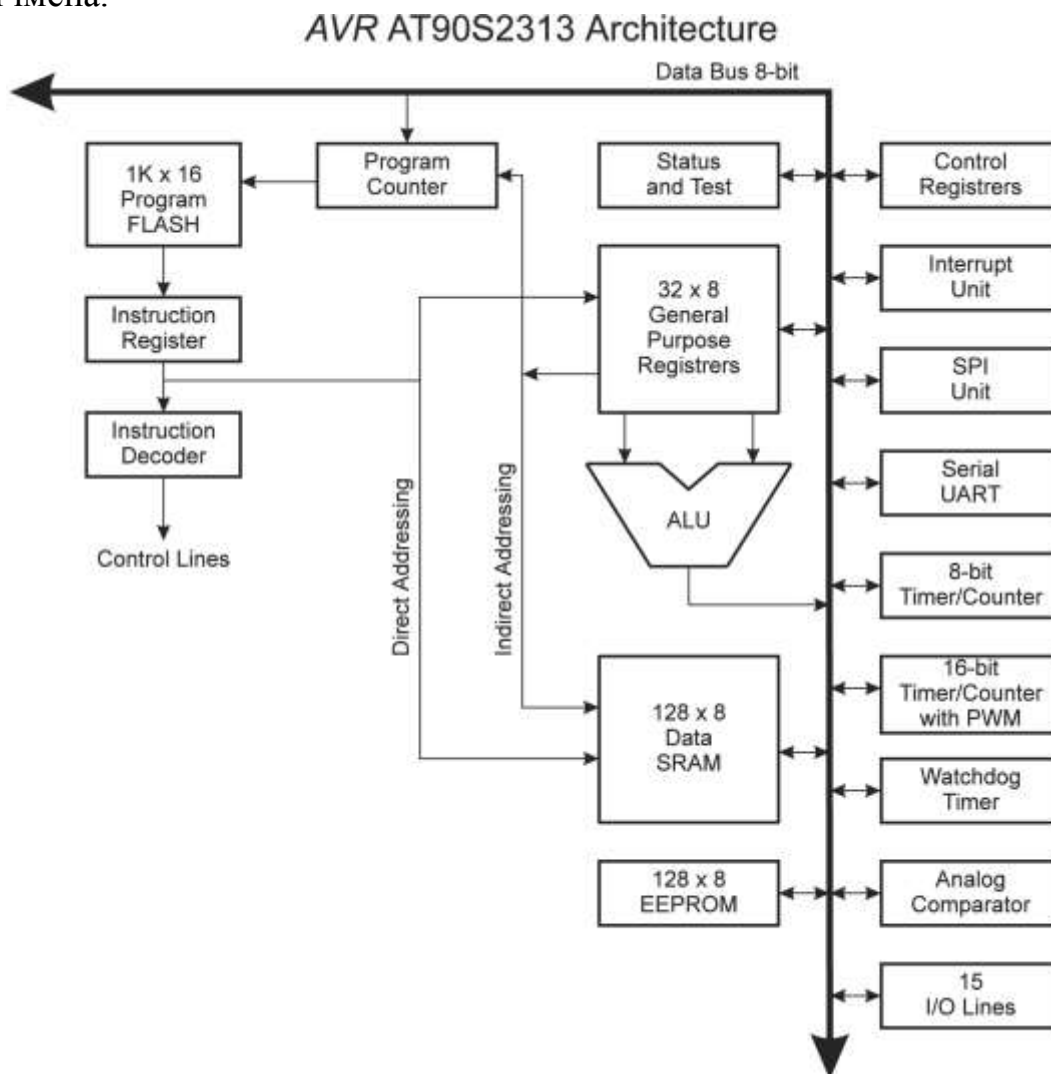 імена.
AVR AT90S2313 Architecture
Data Bus 8-bit
1K x 16
Program
FLASH
Program
Counter
Status
and Test
Control
Registrers
Instruction
Register
32 x 8
General
Purpose
Registrers
Interrupt
Unit
SPI
Unit
Instruction
Decoder
Control Lines
Direct Addressing
Indirect Addressing
ALU
Serial
UART
8-bit
Timer/Counter
128 x 8
Data
SRAM
16-bit
Timer/Counter
with PWM
Watchdog
Timer
128 x 8
EEPROM
Analog
Comparator
15
I/O Lines